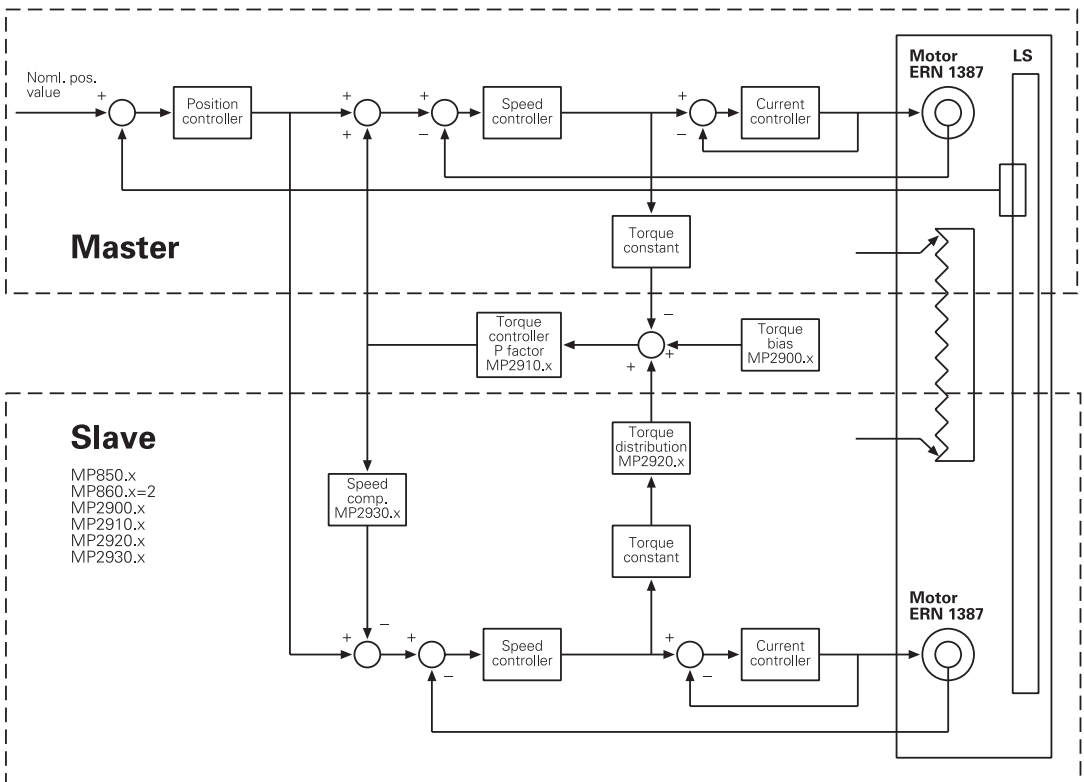 Noml. pos.
value
+
Position
controller
+
+
+
−
Speed
controller
+
−
Current
controller
Motor
ERN 1387
LS
Master
Torque
constant
−
Torque
controller
P factor
MP2910.x
+
+
Torque
bias
MP2900.x
Slave
MP850.x
MP860.x=2
MP2900.x
MP2910.x
MP2920.x
MP2930.x
Speed
comp.
MP2930.x
Torque
distribution
MP2920.x
Torque
constant
Motor
ERN 1387
+
−
+
−
Speed
controller
+
−
Current
controller